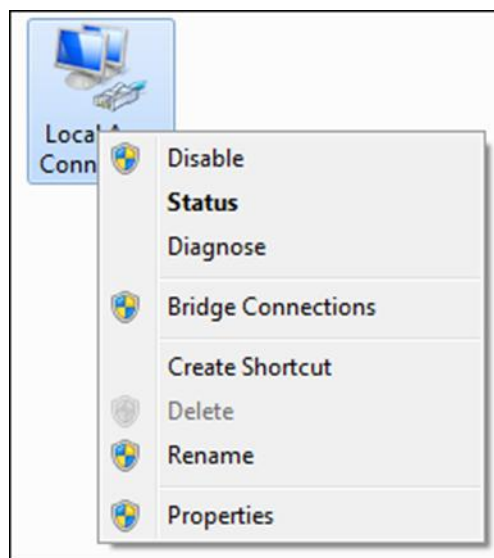 Local A
Conn
Disable
Status
Diagnose
Bridge Connections
Create Shortcut
Delete
Rename
Properties